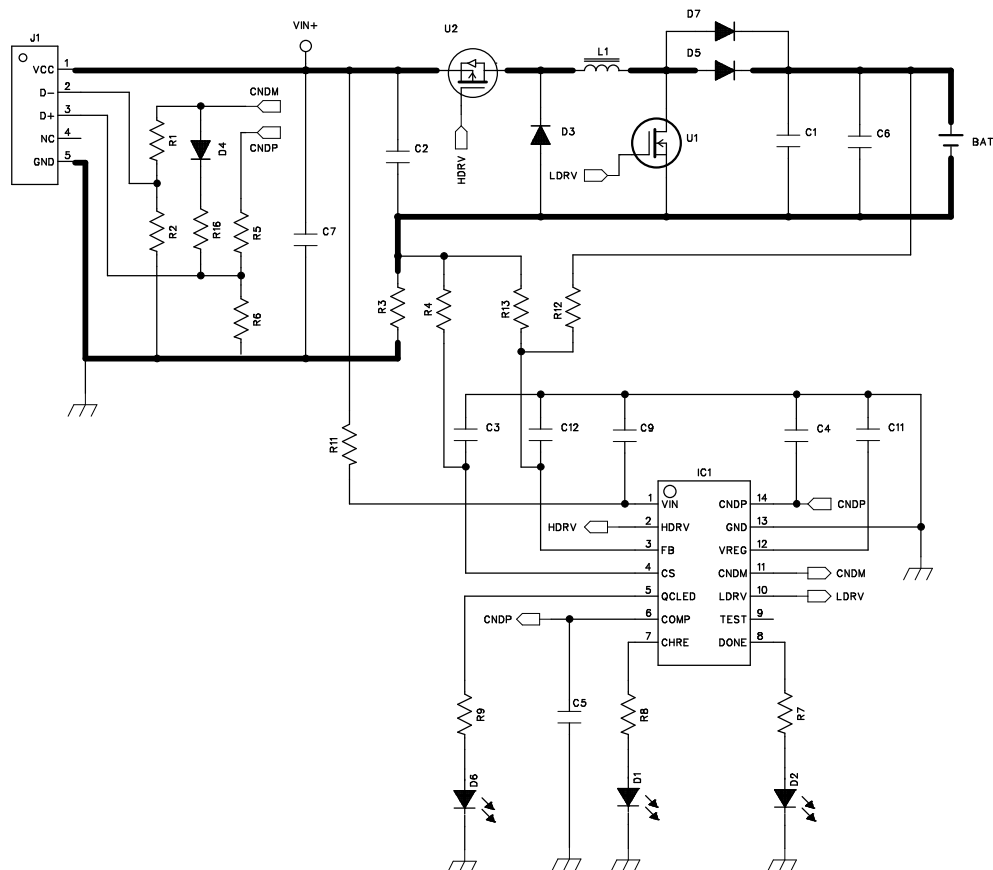 VIN+
U2
D7
J1
VCC 1
D- 2
D+ 3
NC 4
GND 5
CNDM
CNDP
R1
D4
R2
R16
R5
R6
C7
C2
HDRV
D3
L1
D5
U1
LDRV
C1
C6
BAT
R3
R4
R13
R12
R11
C3
C12
C9
C4
C11
IC1
1 VIN
2 HDRV
3 FB
4 CS
5 QCLED
6 COMP
7 CHRE
CNDP 14
GND 13
VREG 12
CNDM 11
LDRV 10
TEST 9
DONE 8
HDRV
CNDP
CNDP
CNDM
LDRV
R9
C5
R8
R7
D6
D1
D2